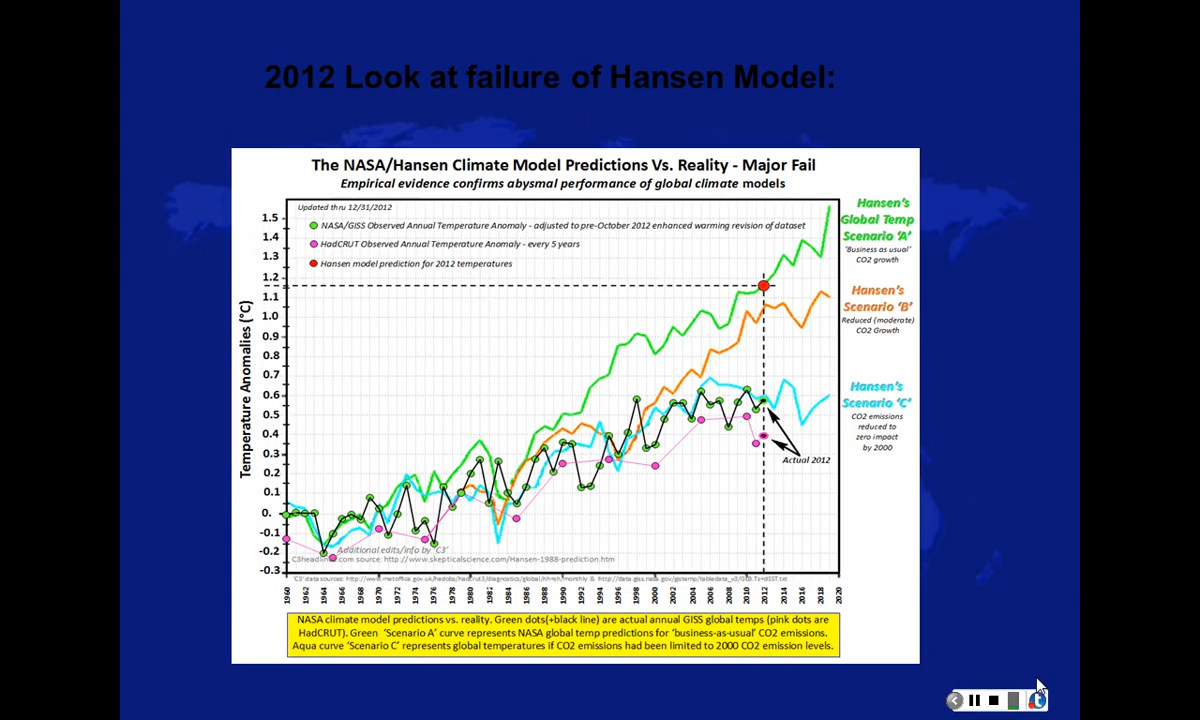 2012 Look at failure of Hansen Model:
The NASA/Hansen Climate Model Predictions Vs. Reality - Major Fail
Empirical evidence confirms abysmal performance of global climate models
Updated thru 12/31/2012
NASA/GISS Observed Annual Temperature Anomaly - adjusted to pre-October 2012 enhanced warming revision of dataset
HadCRUT Observed Annual Temperature Anomaly - every 5 years
Hansen model prediction for 2012 temperatures
Temperature Anomalies (°C)
1.5
1.4
1.3
1.2
1.1
1.0
0.9
0.8
0.7
0.6
0.5
0.4
0.3
0.2
0.1
0.
-0.1
-0.2
-0.3
Hansen's
Global Temp
Scenario 'A'
'Business as usual'
CO2 growth
Hansen's
Scenario 'B'
Reduced (moderate)
CO2 Growth
Hansen's
Scenario 'C'
CO2 emissions
reduced to
zero impact
by 2000
Actual 2012
Additional edits/info by 'C3'
com source: http://www.skepticalscience.com/Hansen-1988-prediction.htm
'C3' data sources:
1960 1962 1964 1966 1968 1970 1972 1974 1976 1978 1980 1982 1984 1986 1988 1990 1992 1994 1996 1998 2000 2002 2004 2006 2008 2010 2012 2014 2016 2018 2020
NASA climate model predictions vs. reality. Green dots(+black line) are actual annual GISS global temps (pink dots are
HadCRUT). Green 'Scenario A' curve represents NASA global temp predictions for 'business-as-usual' CO2 emissions.
Aqua curve 'Scenario C' represents global temperatures if CO2 emissions had been limited to 2000 CO2 emission levels.